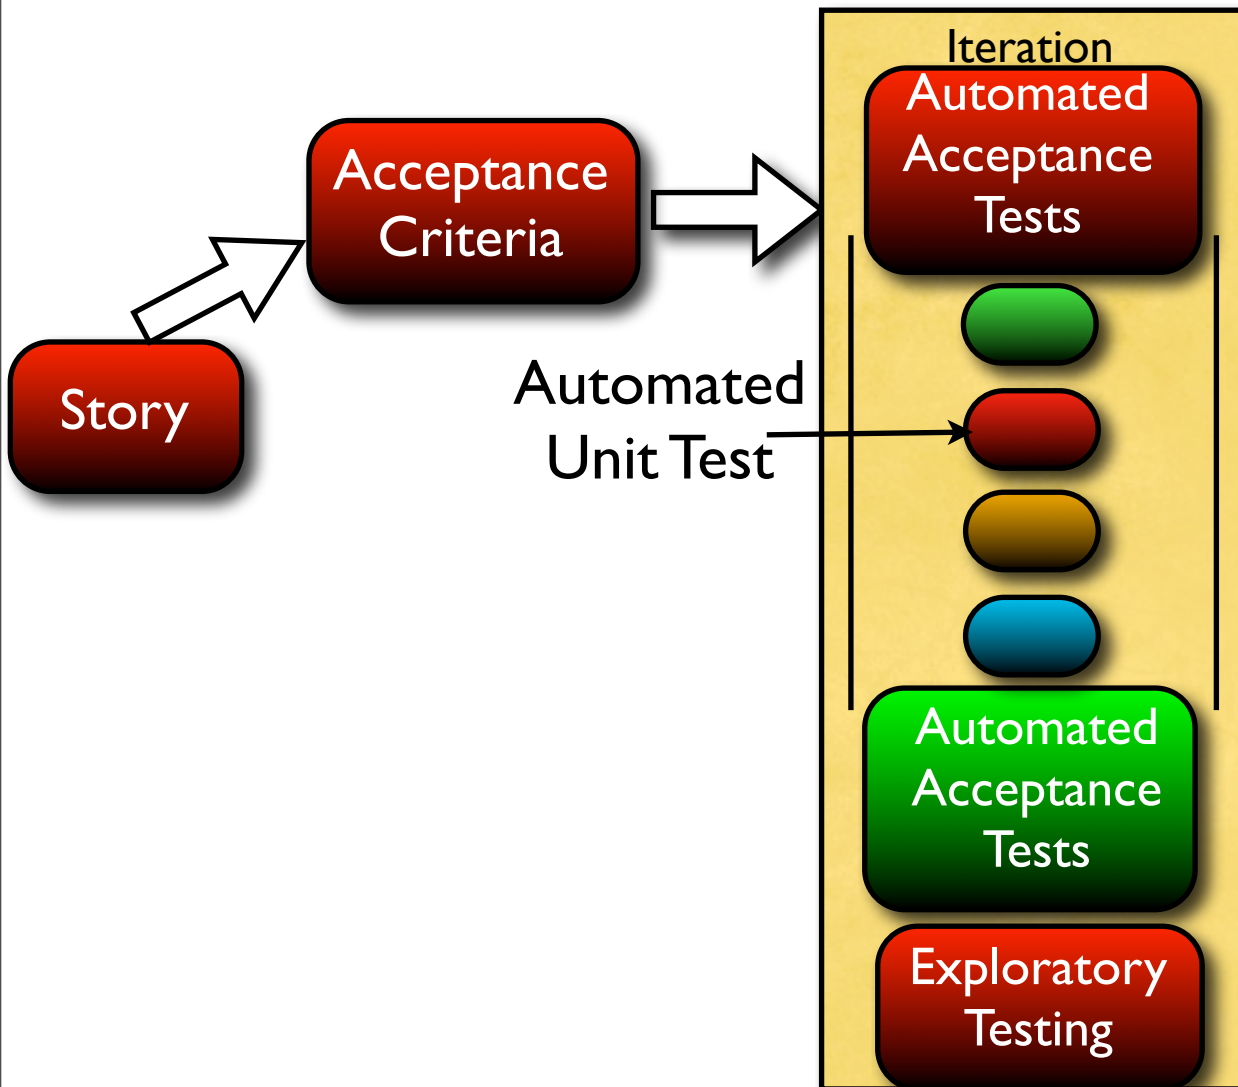 Story
Acceptance
Criteria
Automated
Unit Test
Iteration
Automated
Acceptance
Tests
Automated
Acceptance
Tests
Exploratory
Testing